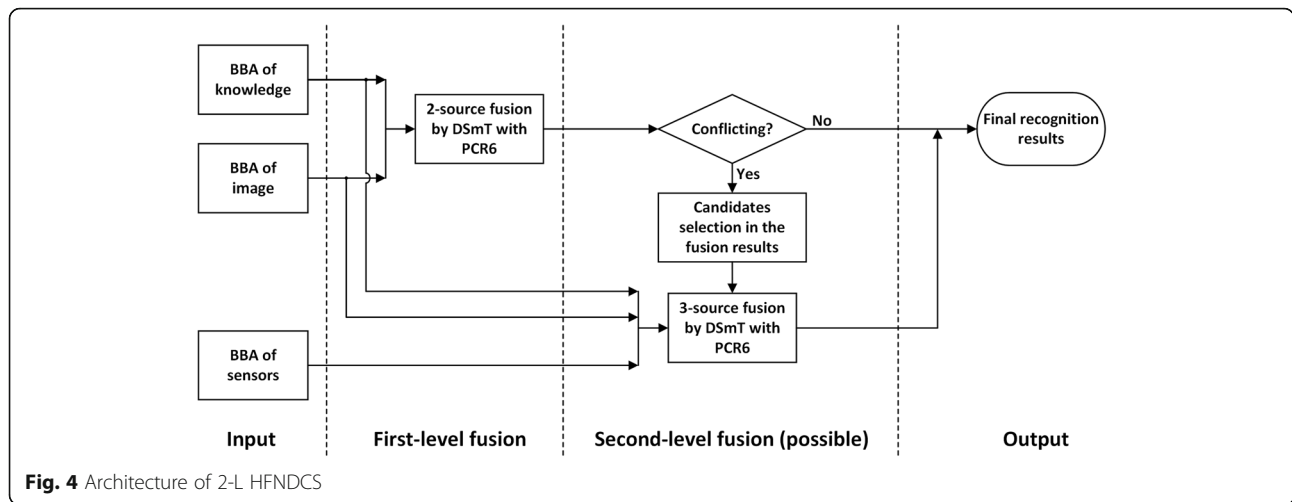 BBA of
knowledge
BBA of
image
BBA of
sensors
2-source fusion
by DSmT with
PCR6
Conflicting?
No
Yes
Candidates
selection in the
fusion results
3-source fusion
by DSmT with
PCR6
Final recognition
results
Input
First-level fusion
Second-level fusion (possible)
Output
Fig. 4 Architecture of 2-L HFNDCS